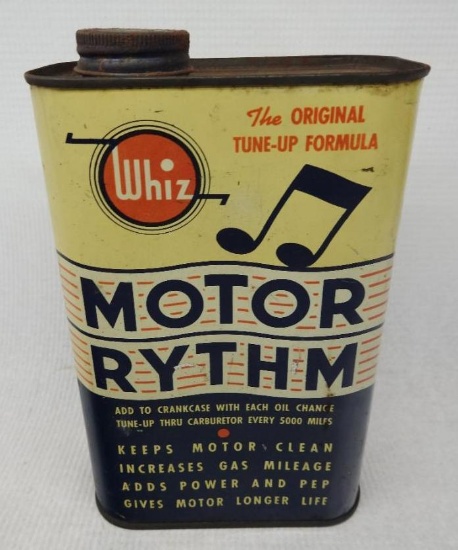 The ORIGINAL
TUNE-UP FORMULA
Whiz
MOTOR
RYTHM
ADD TO CRANKCASE WITH EACH OIL CHANGE
TUNE-UP THRU CARBURETOR EVERY 5000 MILES
KEEPS MOTOR CLEAN
INCREASES GAS MILEAGE
ADDS POWER AND PEP
GIVES MOTOR LONGER LIFE